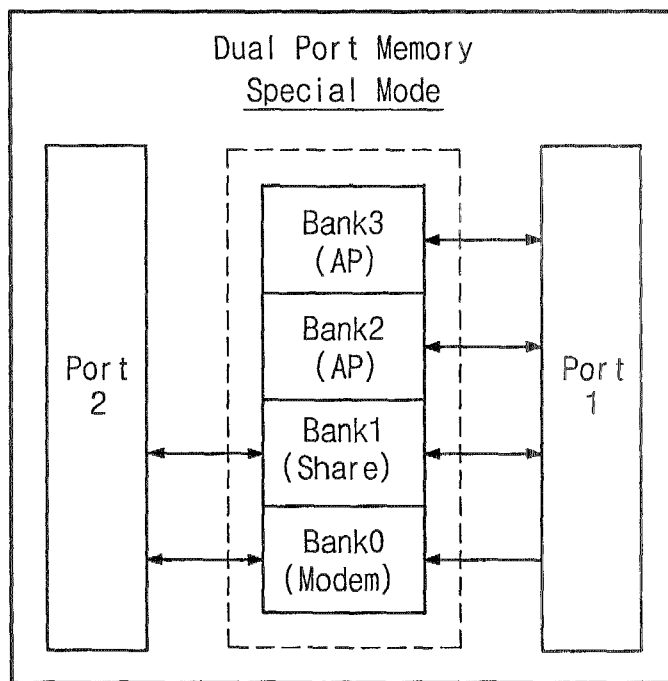 Dual Port Memory
Special Mode
Bank3
(AP)
Bank2
(AP)
Bank1
(Share)
Bank0
(Modem)
Port
2
Port
1